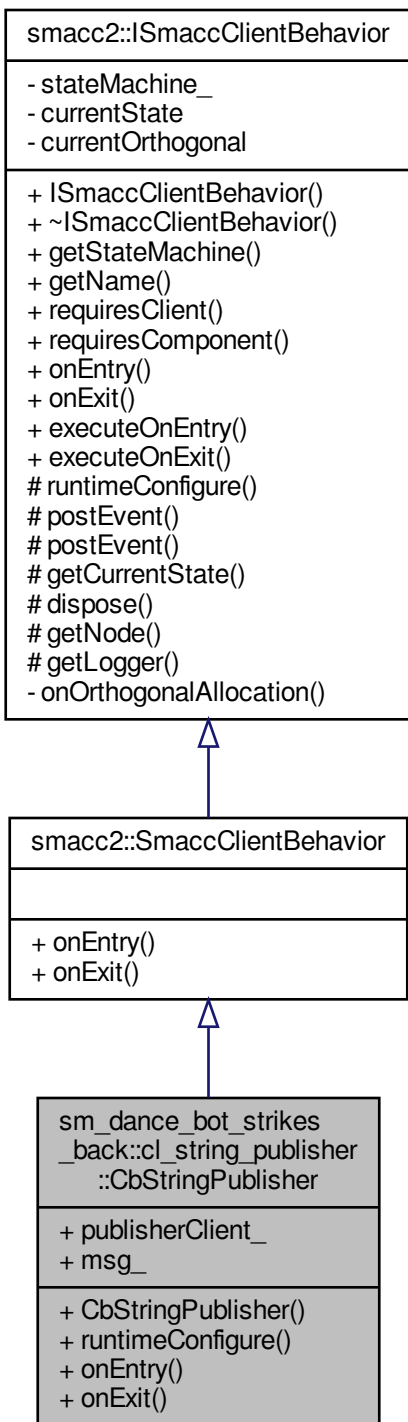 smacc2::ISmaccClientBehavior
- stateMachine_
- currentState
- currentOrthogonal
+ ISmaccClientBehavior()
+ ~ISmaccClientBehavior()
+ getStateMachine()
+ getName()
+ requiresClient()
+ requiresComponent()
+ onEntry()
+ onExit()
+ executeOnEntry()
+ executeOnExit()
# runtimeConfigure()
# postEvent()
# postEvent()
# getCurrentState()
# dispose()
# getNode()
# getLogger()
- onOrthogonalAllocation()
smacc2::SmaccClientBehavior
+ onEntry()
+ onExit()
sm_dance_bot_strikes
_back::cl_string_publisher
::CbStringPublisher
+ publisherClient_
+ msg_
+ CbStringPublisher()
+ runtimeConfigure()
+ onEntry()
+ onExit()